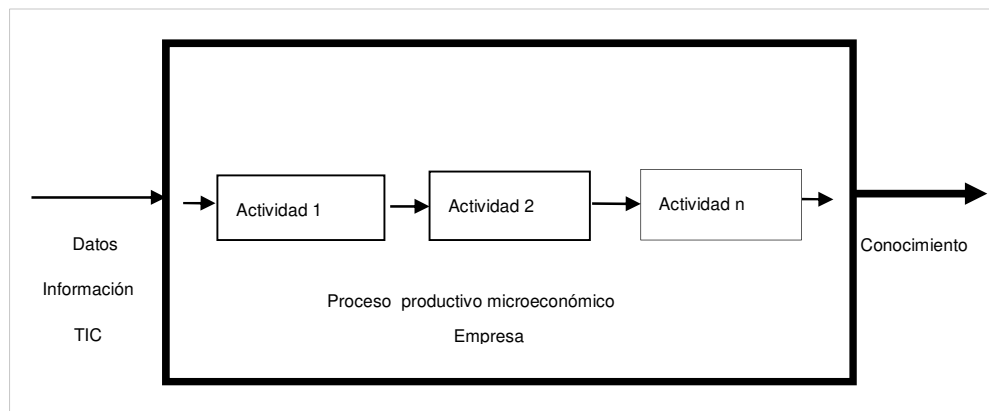 Actividad 1
Actividad 2
Actividad n
Datos
Conocimiento
Información
Proceso productivo microeconómico
TIC
Empresa